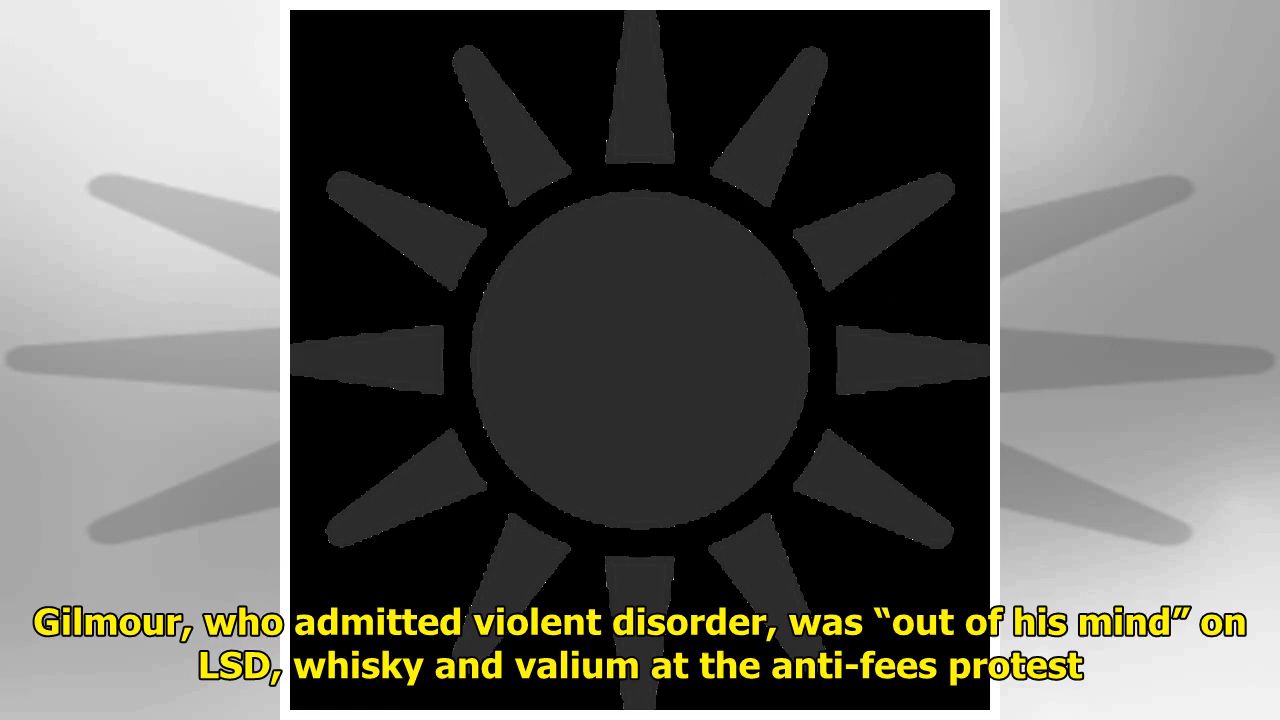 Gilmour, who admitted violent disorder, was “out of his mind” on
LSD, whisky and valium at the anti-fees protest